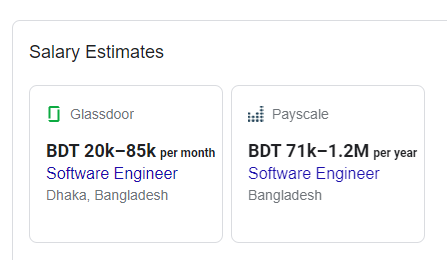 Salary Estimates
Glassdoor
BDT 20k–85k per month
Software Engineer
Dhaka, Bangladesh
Payscale
BDT 71k–1.2M per year
Software Engineer
Bangladesh